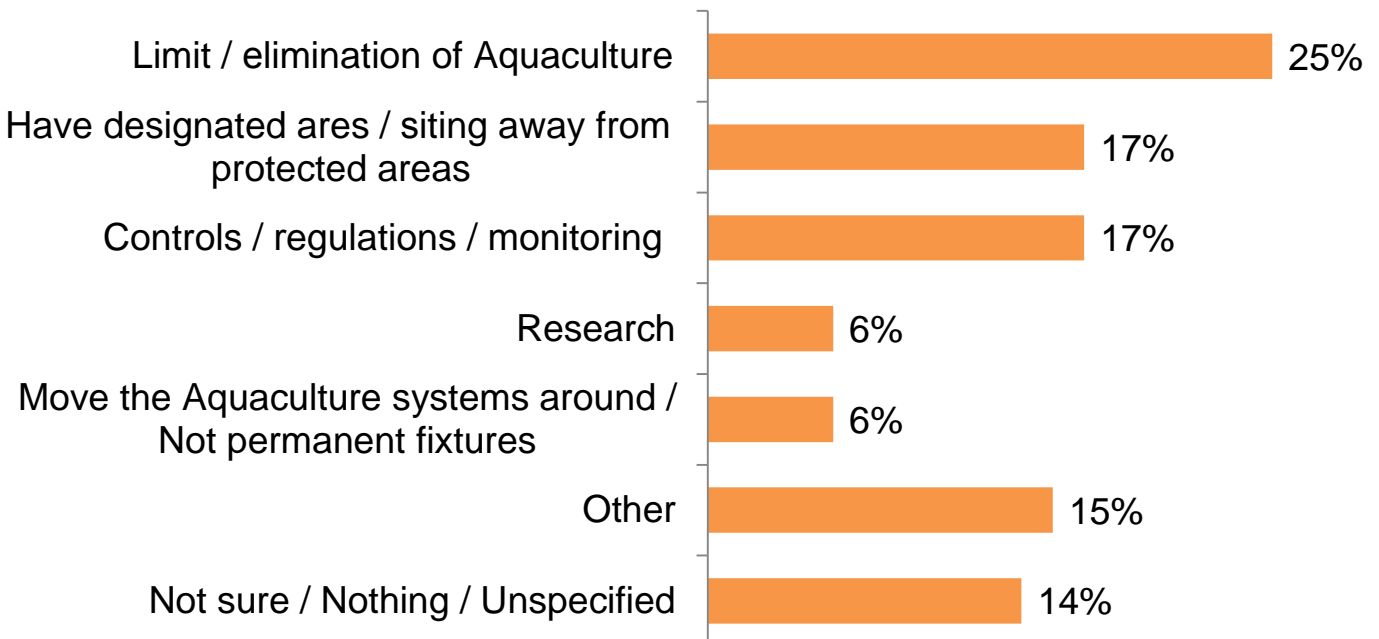 Limit / elimination of Aquaculture
25%
Have designated ares / siting away from
protected areas
17%
Controls / regulations / monitoring
17%
Research
6%
Move the Aquaculture systems around /
Not permanent fixtures
6%
Other
15%
Not sure / Nothing / Unspecified
14%